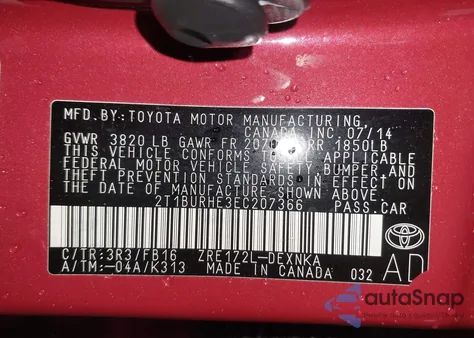 MFD.BY:TOYOTA MOTOR MANUFACTURING
CANADA INC. 07/14
GVWR 3820 LB GAWR FR 2070 RR 1850LB
THIS VEHICLE CONFORMS TO ALL APPLICABLE
FEDERAL MOTOR VEHICLE SAFETY, BUMPER, AND
THEFT PREVENTION STANDARDS IN EFFECT ON
THE DATE OF MANUFACTURE SHOWN ABOVE.
2T1BURHE3EC207366 PASS.CAR
C/TR:3R3/FB16 ZRE172L-DEXNKA
A/TM:-04A/K313 MADE IN CANADA 032
TOYOTA
AD
autoSnap